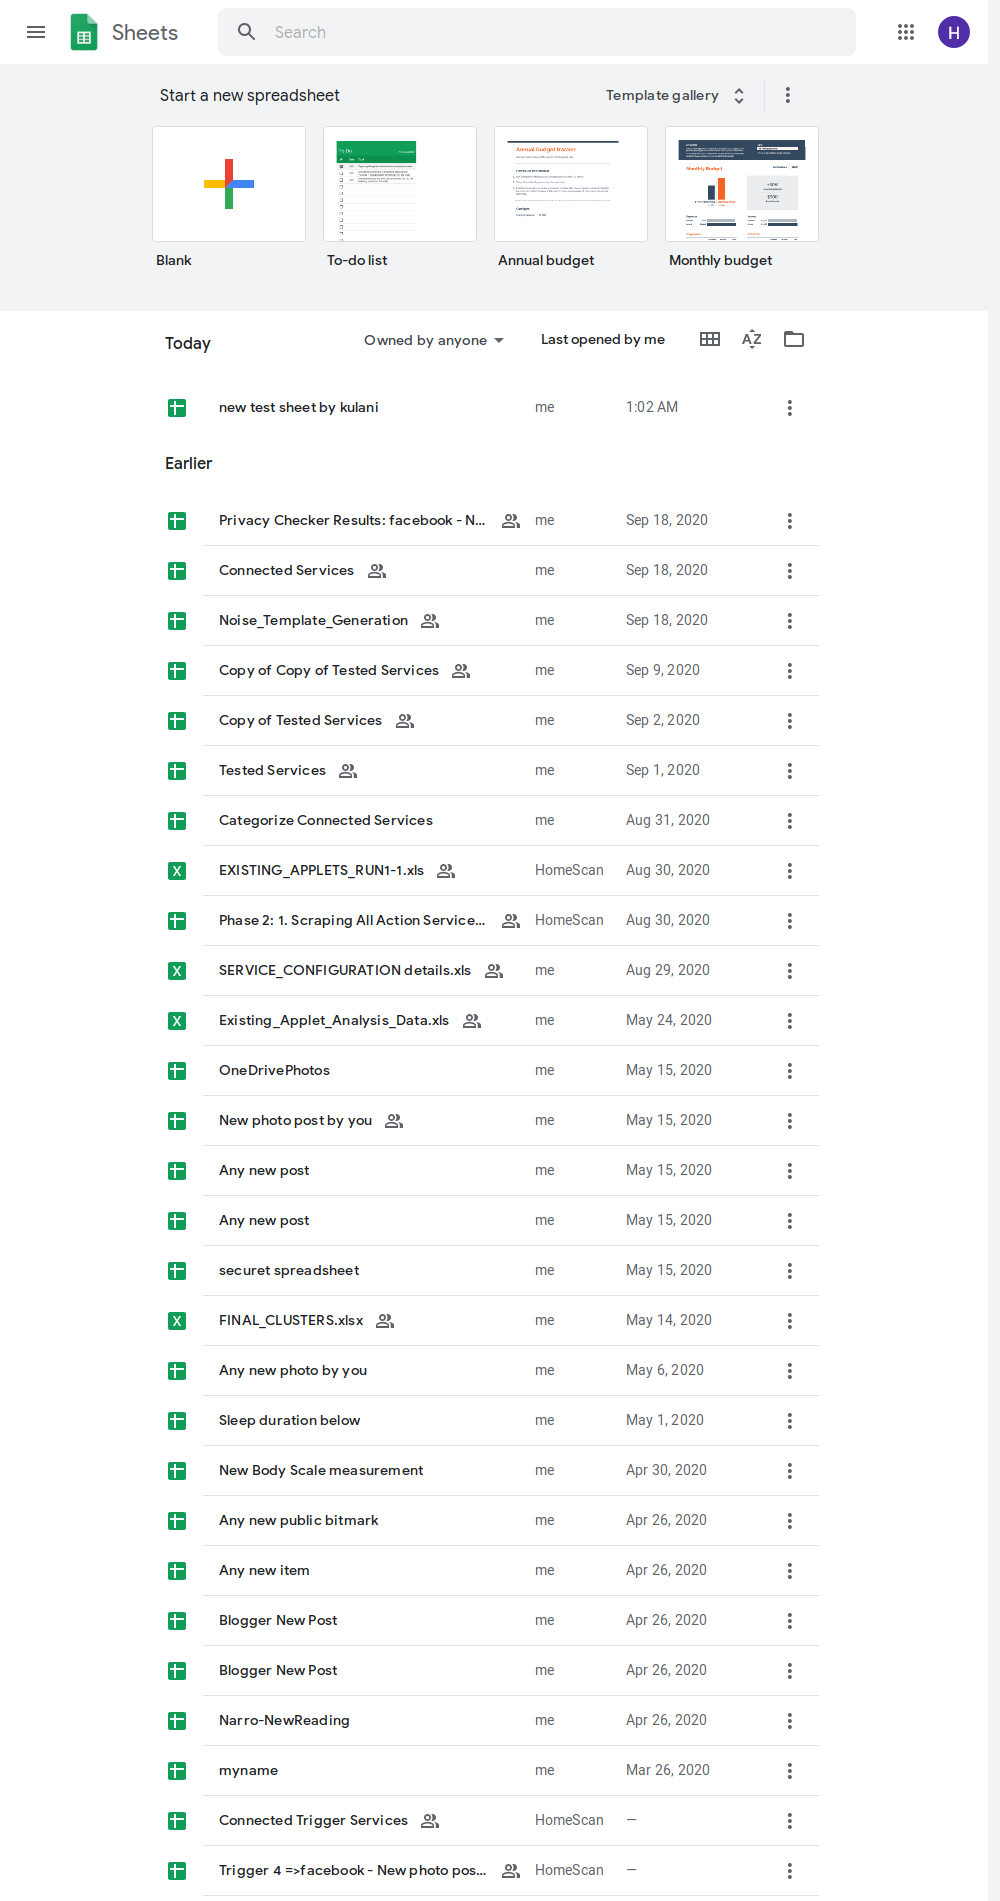 Sheets
Search
H
Start a new spreadsheet
Template gallery
To Do
Annual budget tracker
Monthly Budget
Blank
To-do list
Annual budget
Monthly budget
Today
Owned by anyone
Last opened by me
AZ
new test sheet by kulani me 1:02 AM
Earlier
Privacy Checker Results: facebook - N... me Sep 18, 2020
Connected Services me Sep 18, 2020
Noise_Template_Generation me Sep 18, 2020
Copy of Copy of Tested Services me Sep 9, 2020
Copy of Tested Services me Sep 2, 2020
Tested Services me Sep 1, 2020
Categorize Connected Services me Aug 31, 2020
X EXISTING_APPLETS_RUN1-1.xls HomeScan Aug 30, 2020
Phase 2: 1. Scraping All Action Service... HomeScan Aug 30, 2020
X SERVICE_CONFIGURATION details.xls me Aug 29, 2020
X Existing_Applet_Analysis_Data.xls me May 24, 2020
OneDrivePhotos me May 15, 2020
New photo post by you me May 15, 2020
Any new post me May 15, 2020
Any new post me May 15, 2020
securet spreadsheet me May 15, 2020
X FINAL_CLUSTERS.xlsx me May 14, 2020
Any new photo by you me May 6, 2020
Sleep duration below me May 1, 2020
New Body Scale measurement me Apr 30, 2020
Any new public bitmark me Apr 26, 2020
Any new item me Apr 26, 2020
Blogger New Post me Apr 26, 2020
Blogger New Post me Apr 26, 2020
Narro-NewReading me Apr 26, 2020
myname me Mar 26, 2020
Connected Trigger Services HomeScan —
Trigger 4 =>facebook - New photo pos... HomeScan —